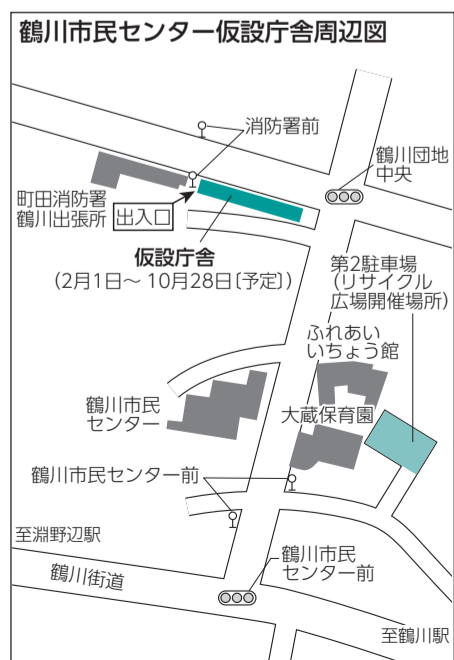 鶴川市民センター仮設庁舎周辺図
消防署前
鶴川団地
中央
町田消防署
鶴川出張所
出入口
仮設庁舎
(2月1日～10月28日〔予定〕)
第2駐車場
(リサイクル
広場開催場所)
ふれあい
いちょう館
鶴川市民
センター
大蔵保育園
鶴川市民センター前
至淵野辺駅
鶴川街道
鶴川市民
センター前
至鶴川駅